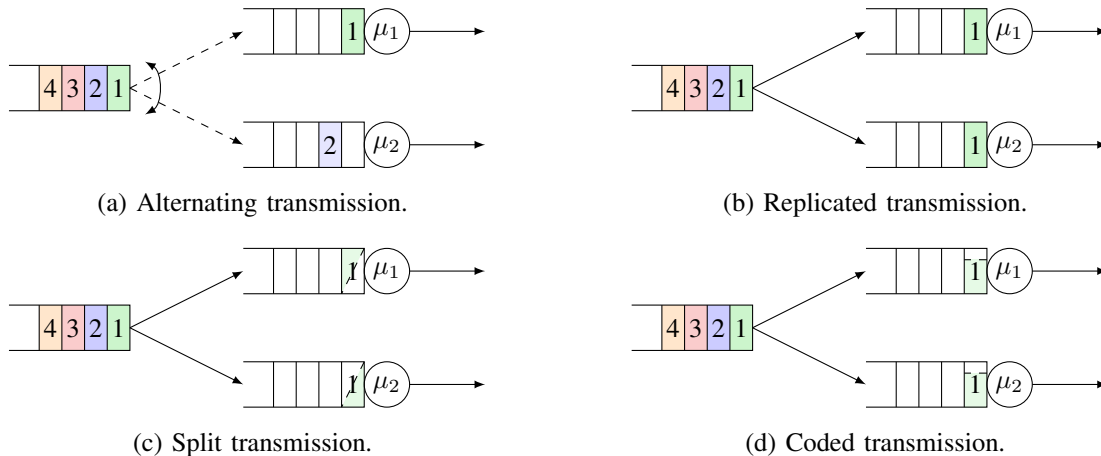 1 μ1
1 μ1
4 3 2 1
4 3 2 1
2 μ2
1 μ2
(a) Alternating transmission.
(b) Replicated transmission.
1 μ1
1 μ1
4 3 2 1
4 3 2 1
1 μ2
1 μ2
(c) Split transmission.
(d) Coded transmission.